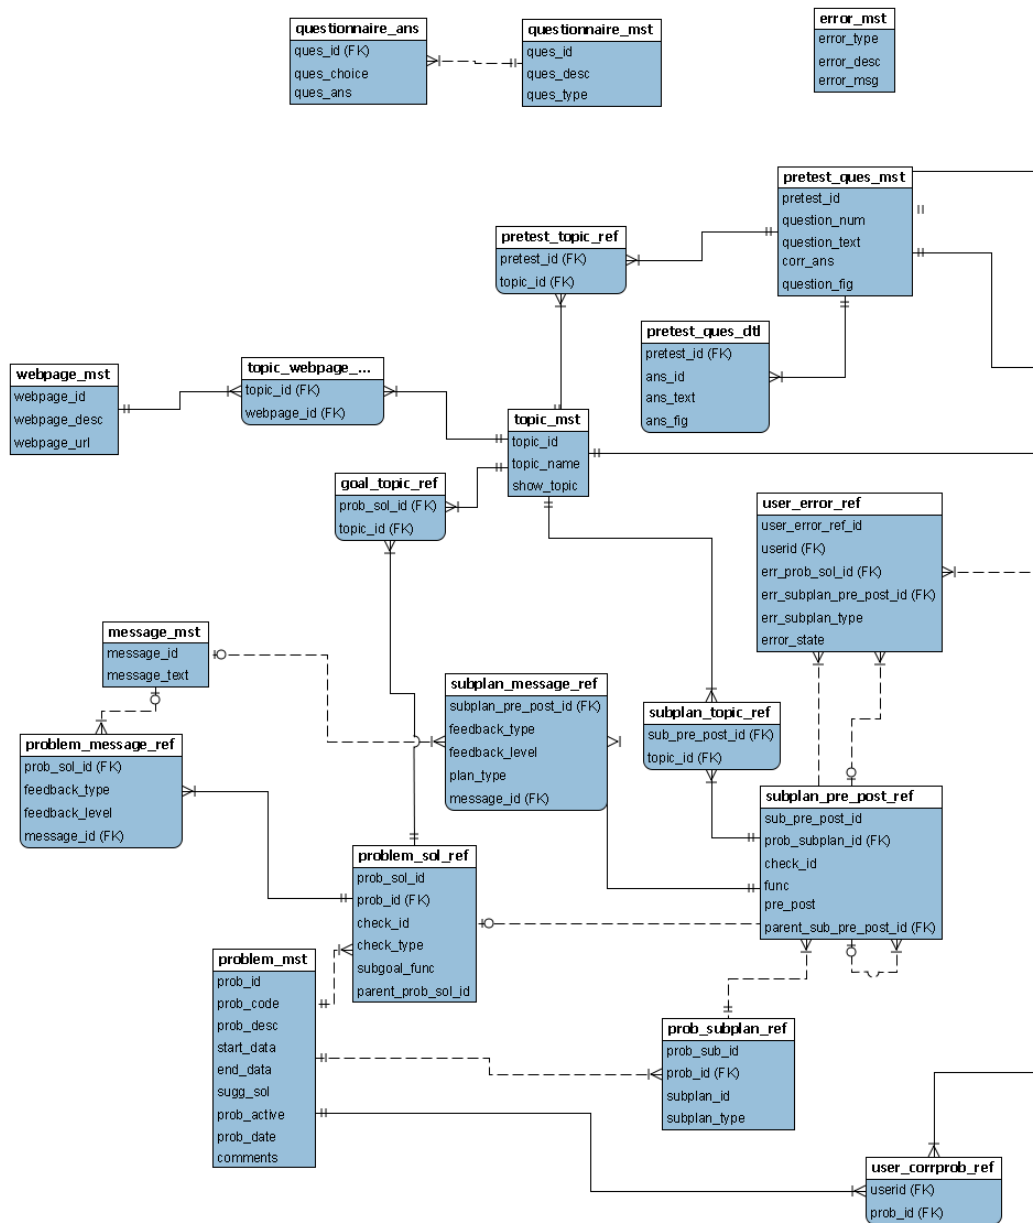 questionnaire_ans
ques_id (FK)
ques_choice
ques_ans
questionnaire_mst
ques_id
ques_desc
ques_type
error_mst
error_type
error_desc
error_msg
pretest_ques_mst
pretest_id
question_num
question_text
corr_ans
question_fig
pretest_topic_ref
pretest_id (FK)
topic_id (FK)
pretest_ques_dtl
pretest_id (FK)
ans_id
ans_text
ans_fig
webpage_mst
webpage_id
webpage_desc
webpage_url
topic_webpage_...
topic_id (FK)
webpage_id (FK)
topic_mst
topic_id
topic_name
show_topic
goal_topic_ref
prob_sol_id (FK)
topic_id (FK)
user_error_ref
user_error_ref_id
userid (FK)
err_prob_sol_id (FK)
err_subplan_pre_post_id (FK)
err_subplan_type
error_state
message_mst
message_id
message_text
subplan_message_ref
subplan_pre_post_id (FK)
feedback_type
feedback_level
plan_type
message_id (FK)
subplan_topic_ref
sub_pre_post_id (FK)
topic_id (FK)
problem_message_ref
prob_sol_id (FK)
feedback_type
feedback_level
message_id (FK)
subplan_pre_post_ref
sub_pre_post_id
prob_subplan_id (FK)
check_id
func
pre_post
parent_sub_pre_post_id (FK)
problem_sol_ref
prob_sol_id
prob_id (FK)
check_id
check_type
subgoal_func
parent_prob_sol_id
problem_mst
prob_id
prob_code
prob_desc
start_data
end_data
sugg_sol
prob_active
prob_date
comments
prob_subplan_ref
prob_sub_id
prob_id (FK)
subplan_id
subplan_type
user_corrprob_ref
userid (FK)
prob_id (FK)